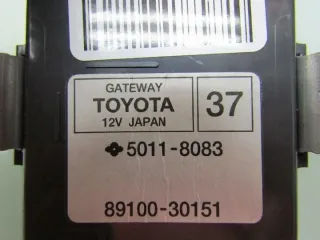 GATEWAY
TOYOTA 37
12V JAPAN
5011-8083
89100-30151